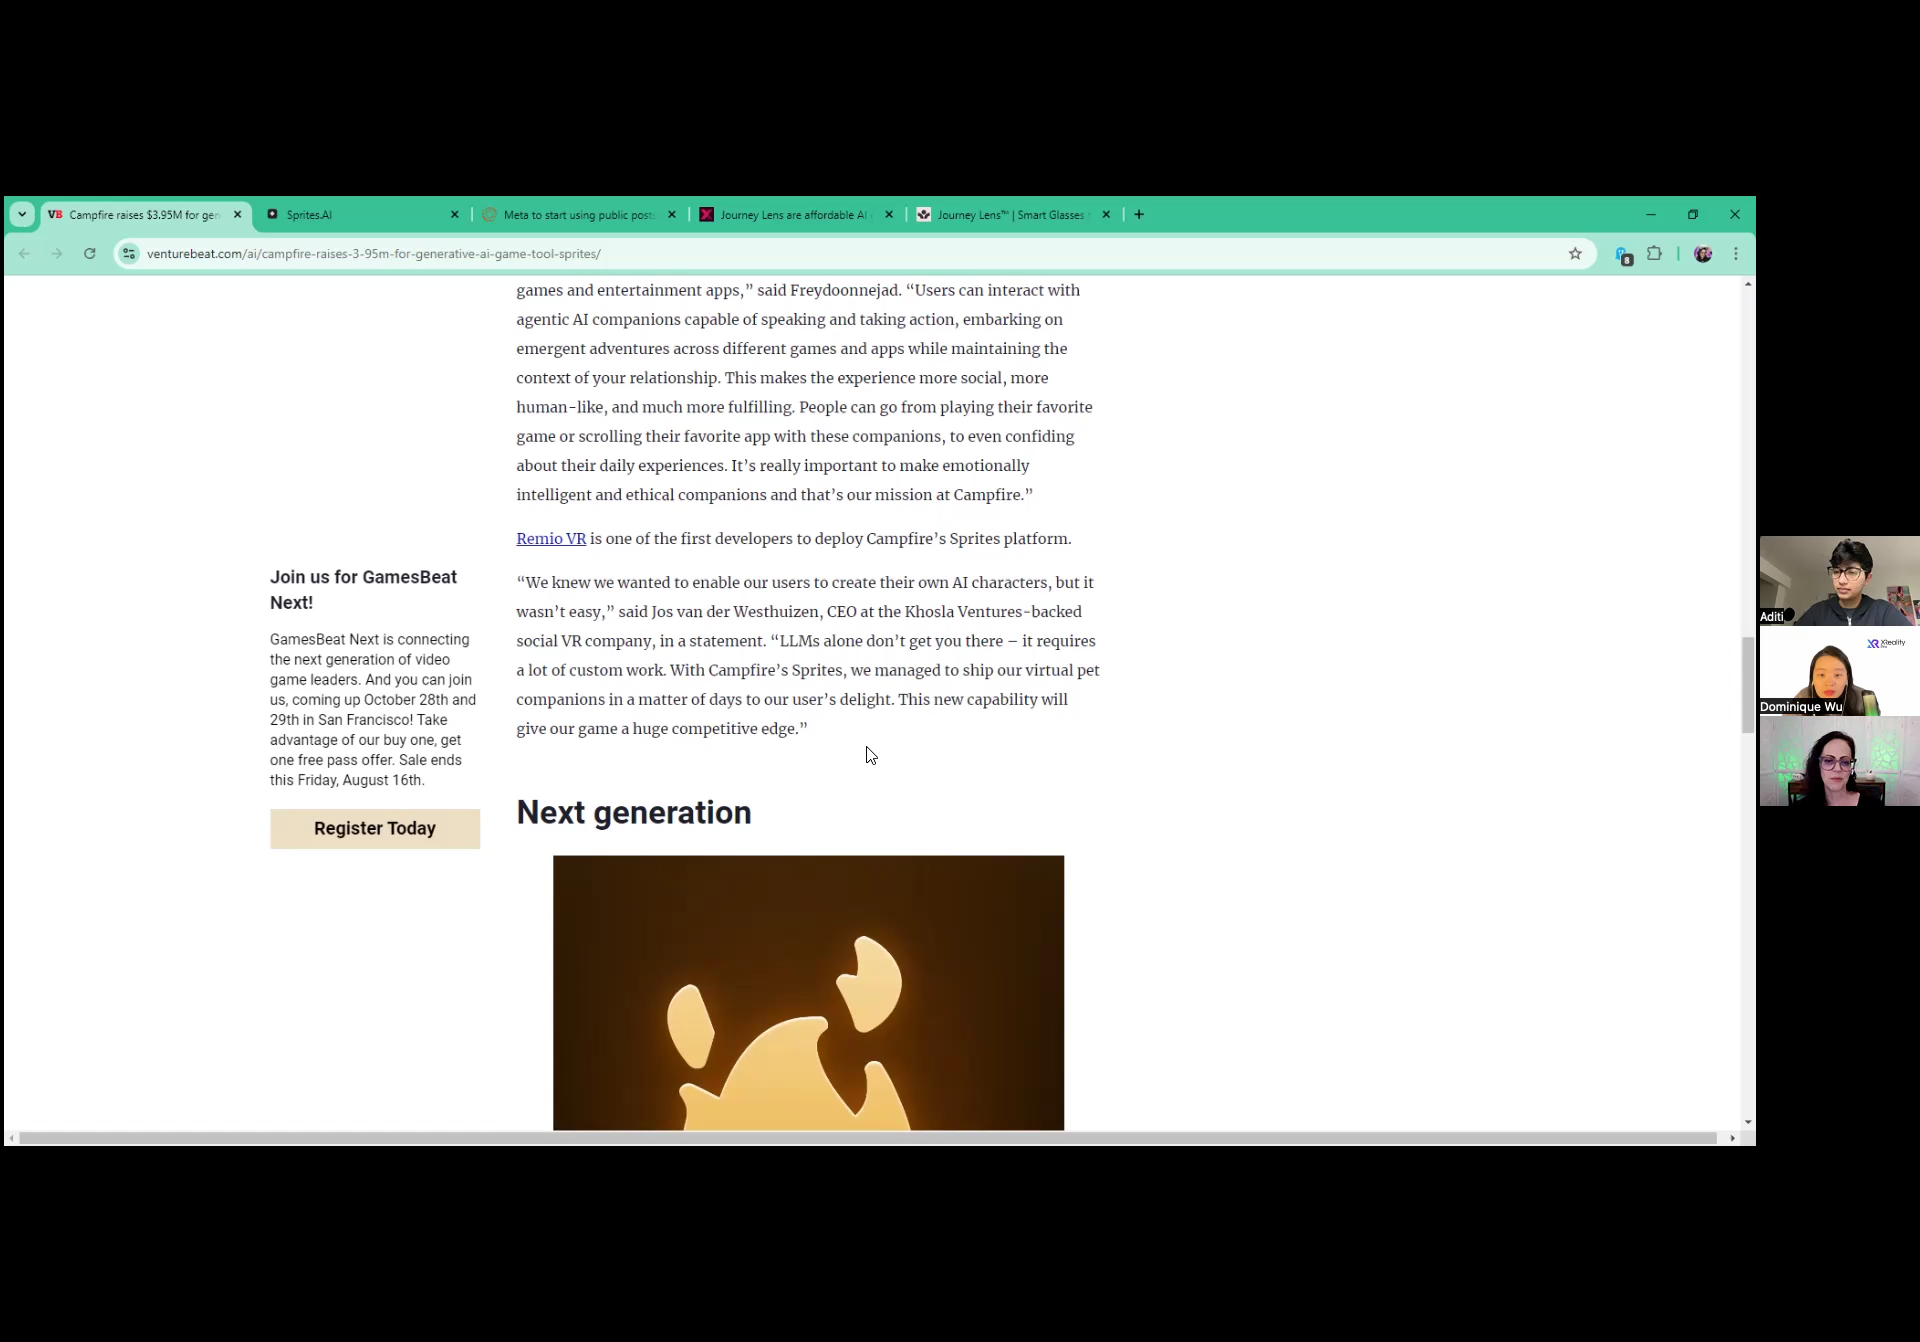 VB Campfire raises $3.95M for gen
Sprites.AI
Meta to start using public posts
Journey Lens are affordable AI
Journey Lens™ | Smart Glasses
venturebeat.com/ai/campfire-raises-3-95m-for-generative-ai-game-tool-sprites/
8
games and entertainment apps,” said Freydoonnejad. “Users can interact with
agentic AI companions capable of speaking and taking action, embarking on
emergent adventures across different games and apps while maintaining the
context of your relationship. This makes the experience more social, more
human-like, and much more fulfilling. People can go from playing their favorite
game or scrolling their favorite app with these companions, to even confiding
about their daily experiences. It’s really important to make emotionally
intelligent and ethical companions and that’s our mission at Campfire.”
Remio VR is one of the first developers to deploy Campfire’s Sprites platform.
“We knew we wanted to enable our users to create their own AI characters, but it
wasn’t easy,” said Jos van der Westhuizen, CEO at the Khosla Ventures-backed
social VR company, in a statement. “LLMs alone don’t get you there – it requires
a lot of custom work. With Campfire’s Sprites, we managed to ship our virtual pet
companions in a matter of days to our user’s delight. This new capability will
give our game a huge competitive edge.”
Next generation
Join us for GamesBeat
Next!
GamesBeat Next is connecting
the next generation of video
game leaders. And you can join
us, coming up October 28th and
29th in San Francisco! Take
advantage of our buy one, get
one free pass offer. Sale ends
this Friday, August 16th.
Register Today
Aditi
XR XReality
Dominique Wu